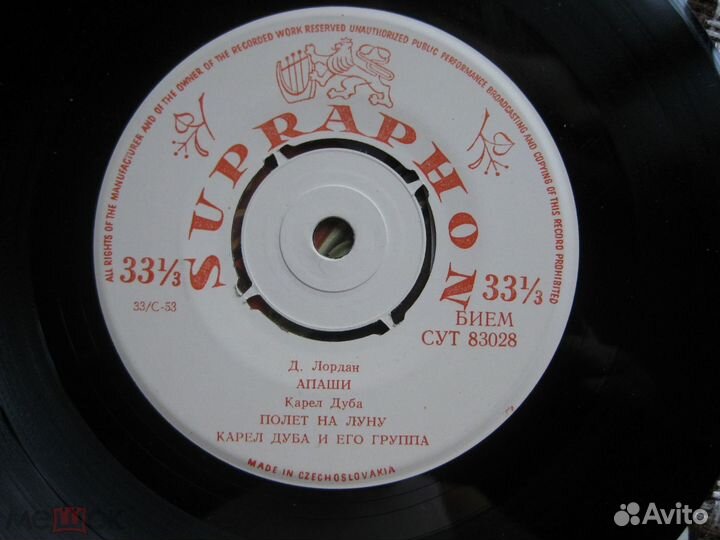 ALL RIGHTS OF THE MANUFACTURER AND OF THE OWNER OF THE RECORDED WORK RESERVED UNAUTHORIZED PUBLIC PERFORMANCE BROADCASTING AND COPYING OF THIS RECORD PROHIBITED
SUPRAPHON
33⅓ 33⅓
33/C-53
БИЕМ
СУТ 83028
Д. Лордан
АПАШИ
Карел Дуба
ПОЛЕТ НА ЛУНУ
КАРЕЛ ДУБА И ЕГО ГРУППА
MADE IN CZECHOSLOVAKIA
Мешок
Avito